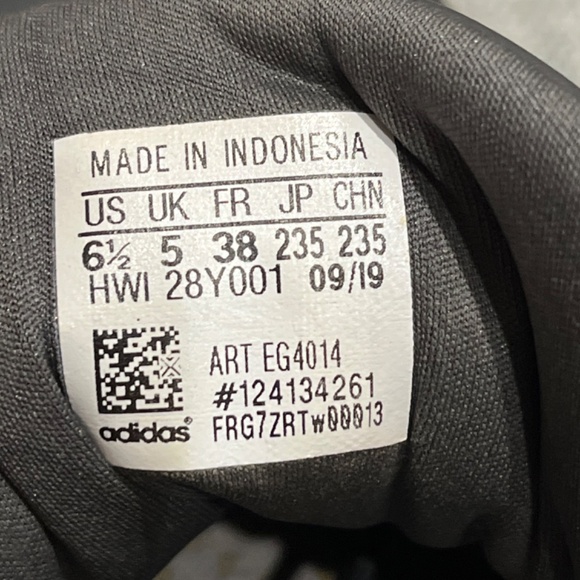 MADE IN INDONESIA
US UK FR JP CHN
6½ 5 38 235 235
HWI 28Y001 09/19
ART EG4014
#124134261
adidas® FRG7ZRTw00013